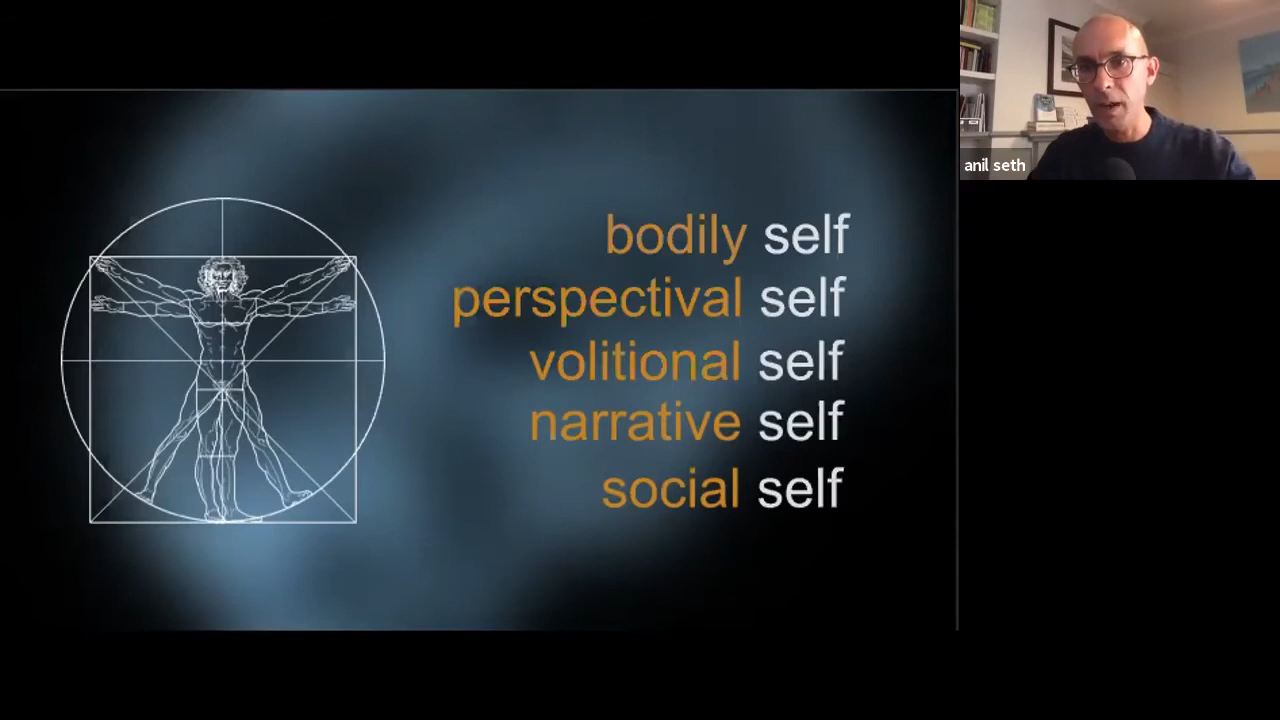 bodily self
perspectival self
volitional self
narrative self
social self
anil seth